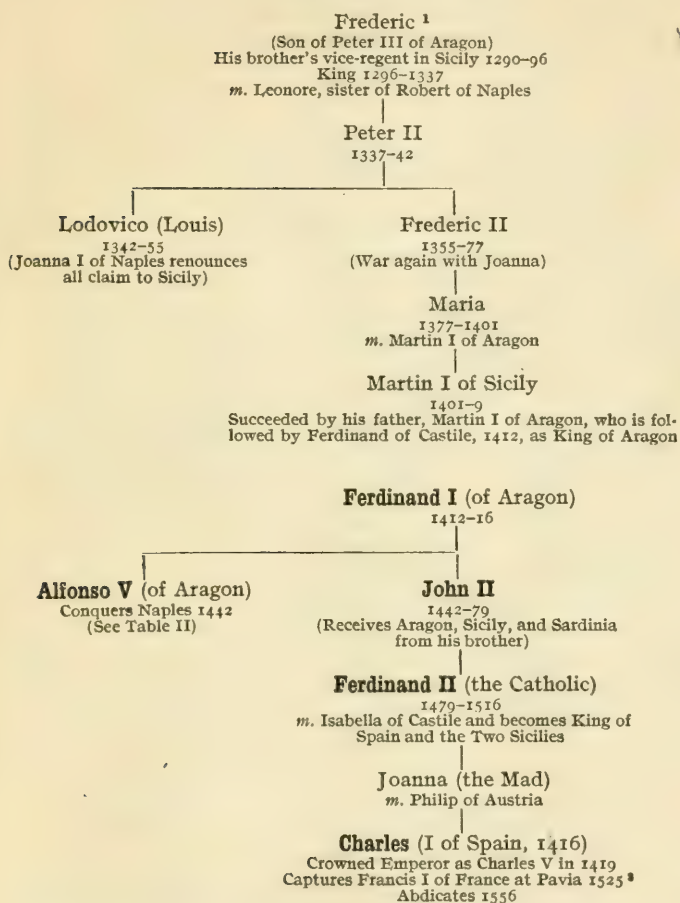 Frederic ¹
(Son of Peter III of Aragon)
His brother's vice-regent in Sicily 1290–96
King 1296–1337
m. Leonore, sister of Robert of Naples
Peter II
1337–42
Lodovico (Louis)
1342–55
(Joanna I of Naples renounces
all claim to Sicily)
Frederic II
1355–77
(War again with Joanna)
Maria
1377–1401
m. Martin I of Aragon
Martin I of Sicily
1401–9
Succeeded by his father, Martin I of Aragon, who is fol-
lowed by Ferdinand of Castile, 1412, as King of Aragon
Ferdinand I (of Aragon)
1412–16
Alfonso V (of Aragon)
Conquers Naples 1442
(See Table II)
John II
1442–79
(Receives Aragon, Sicily, and Sardinia
from his brother)
Ferdinand II (the Catholic)
1479–1516
m. Isabella of Castile and becomes King of
Spain and the Two Sicilies
Joanna (the Mad)
m. Philip of Austria
Charles (I of Spain, 1416)
Crowned Emperor as Charles V in 1419
Captures Francis I of France at Pavia 1525
Abdicates 1556